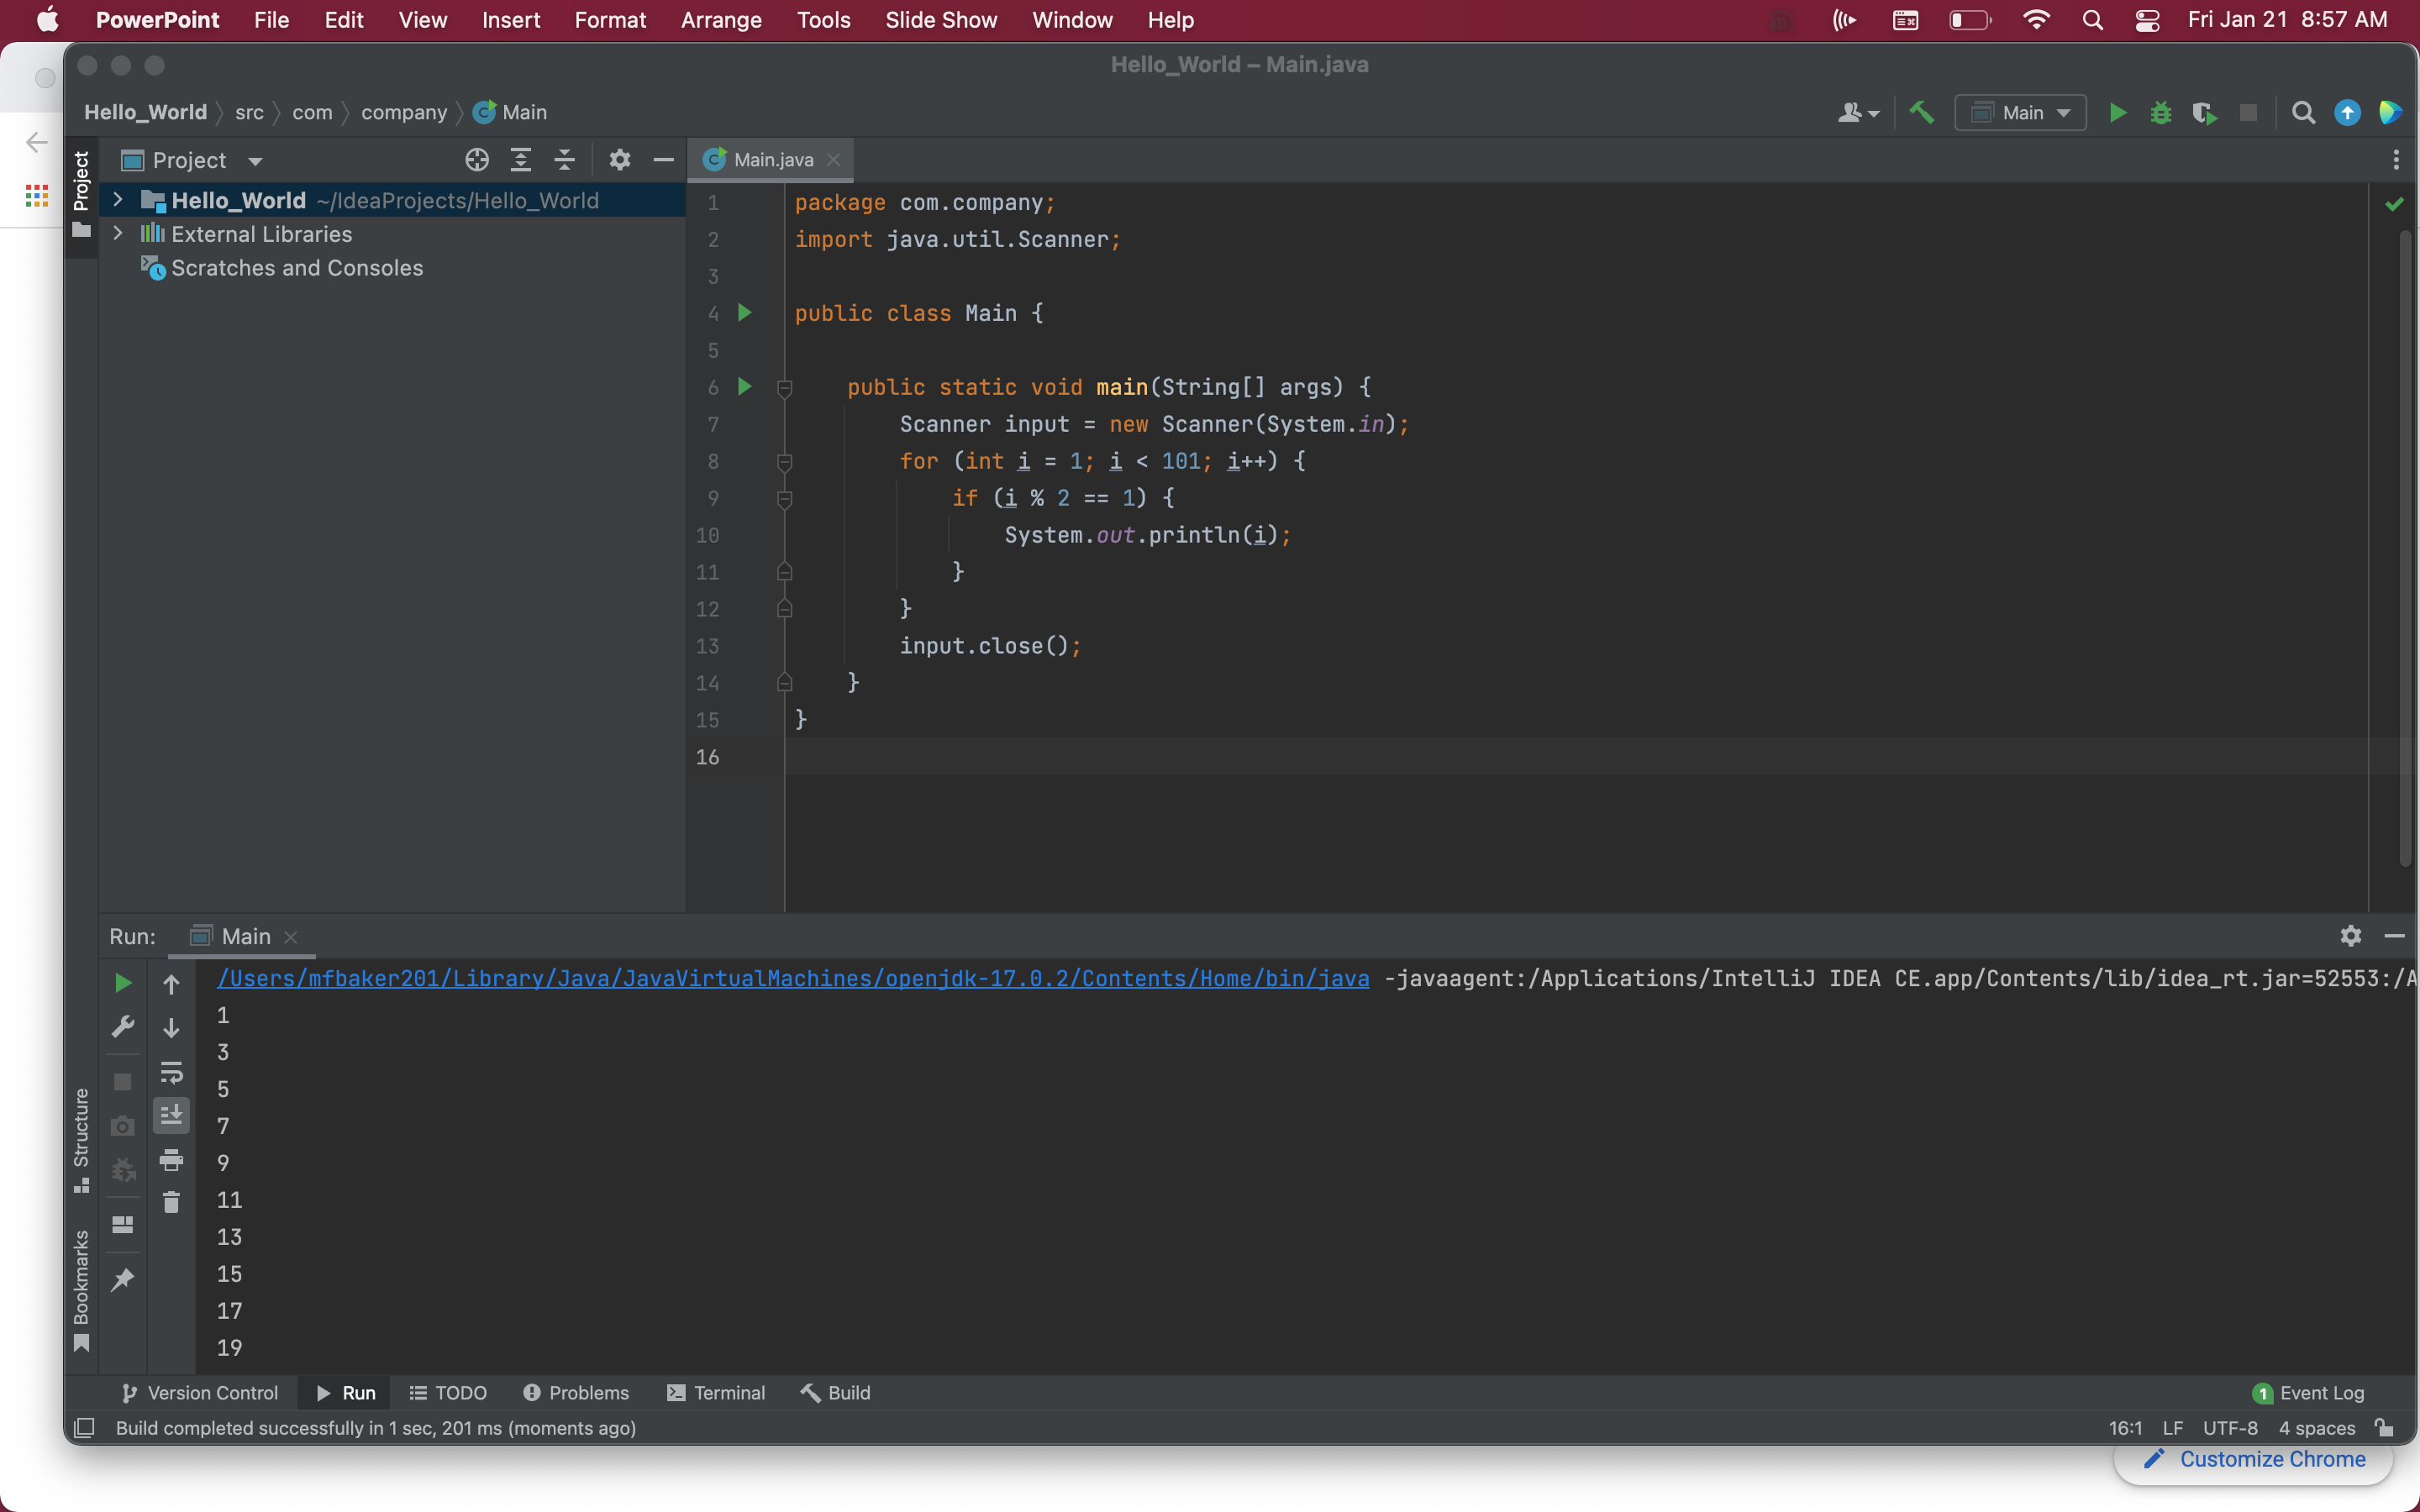 PowerPoint File Edit View Insert Format Arrange Tools Slide Show Window Help Fri Jan 21 8:57 AM
Hello_World – Main.java
Hello_World src com company Main
Main
Project
Project
Main.java
Hello_World ~/IdeaProjects/Hello_World
External Libraries
Scratches and Consoles
1 package com.company;
2 import java.util.Scanner;
3
4 public class Main {
5
6 public static void main(String[] args) {
7 Scanner input = new Scanner(System.in);
8 for (int i = 1; i < 101; i++) {
9 if (i % 2 == 1) {
10 System.out.println(i);
11 }
12 }
13 input.close();
14 }
15 }
16
Run: Main
/Users/mfbaker201/Library/Java/JavaVirtualMachines/openjdk-17.0.2/Contents/Home/bin/java -javaagent:/Applications/IntelliJ IDEA CE.app/Contents/lib/idea_rt.jar=52553:/A
1
3
5
7
9
11
13
15
17
19
Structure
Bookmarks
Version Control Run TODO Problems Terminal Build 1 Event Log
Build completed successfully in 1 sec, 201 ms (moments ago) 16:1 LF UTF-8 4 spaces
Customize Chrome